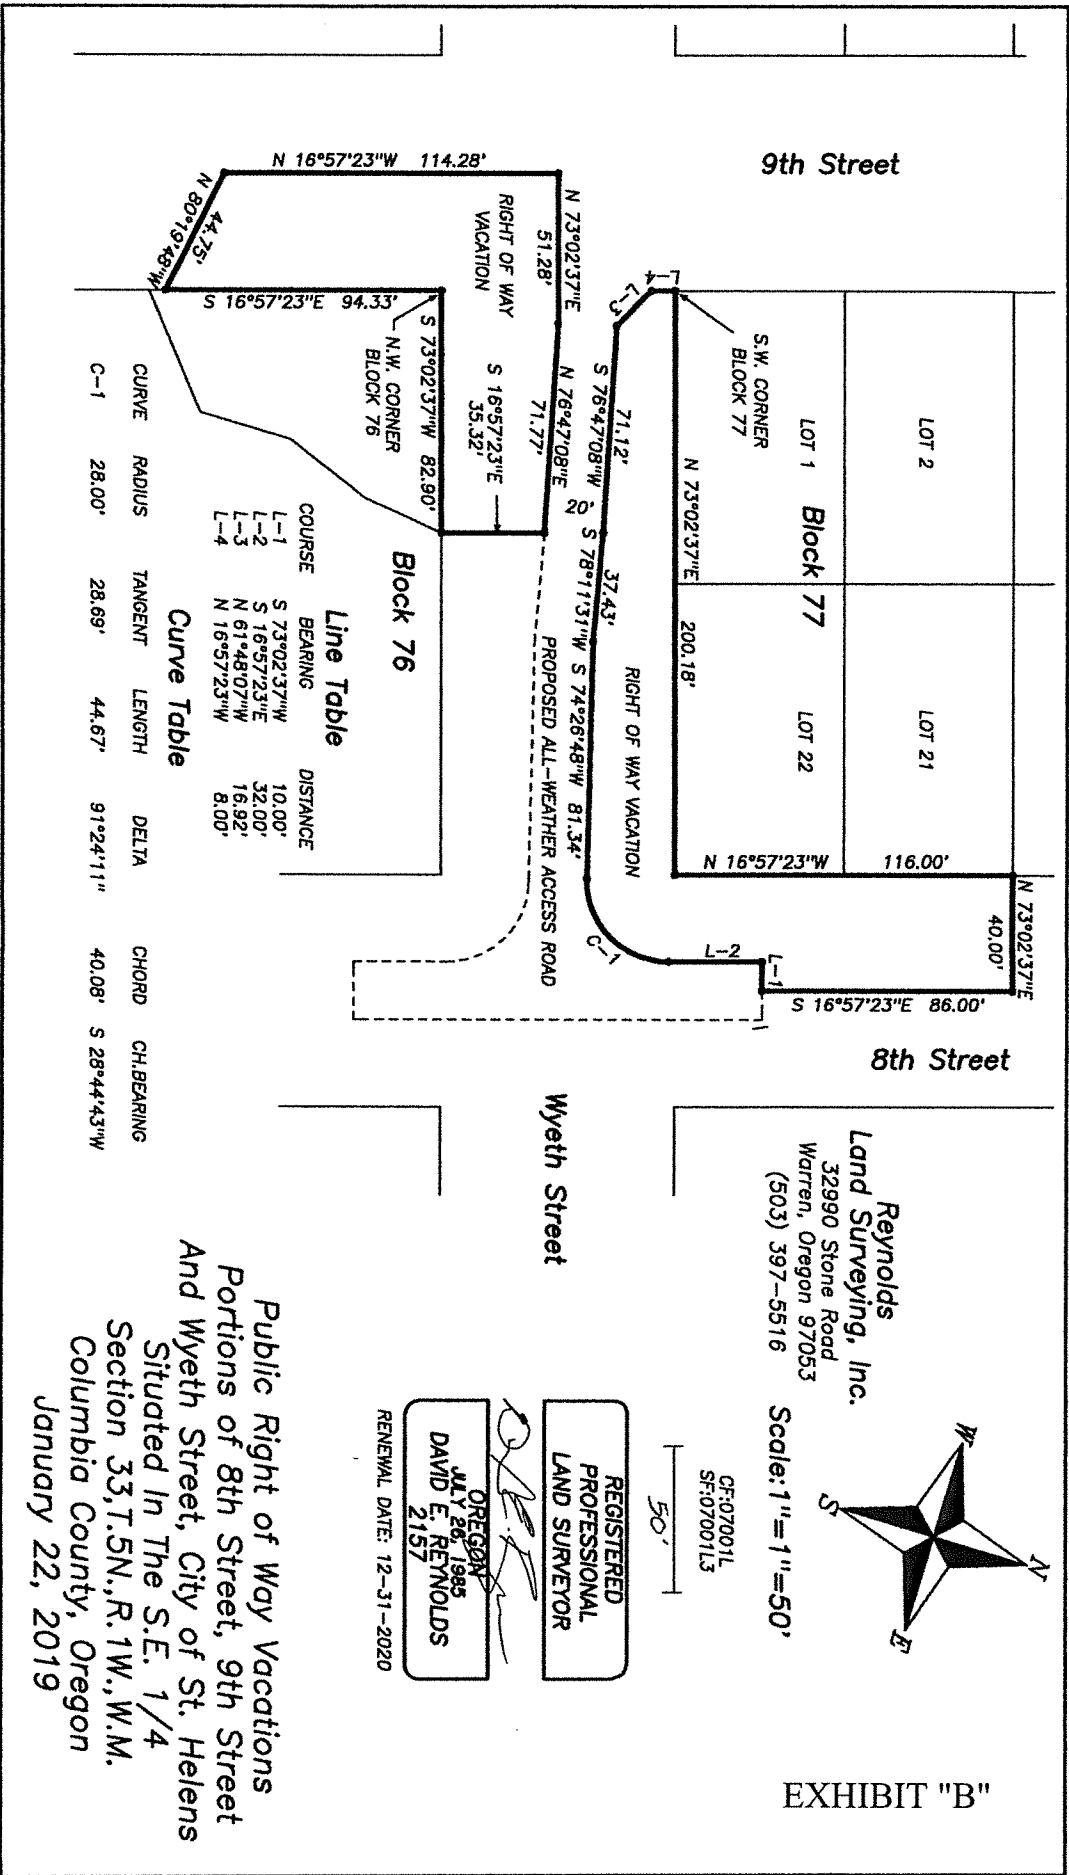 9th Street
N 16°57'23"W 114.28'
N 73°02'37"E
51.28'
RIGHT OF WAY
VACATION
N 80°19'48"W
44.75'
S 16°57'23"E 94.33'
N.W. CORNER
BLOCK 76
S 73°02'37"W 82.90'
S 16°57'23"E
35.32'
N 76°47'08"E
71.77'
20'
L-4
L-3
S.W. CORNER
BLOCK 77
S 76°47'08"W
71.12'
S 78°11'31"W
37.43'
S 74°26'48"W 81.34'
N 73°02'37"E 200.18'
RIGHT OF WAY VACATION
PROPOSED ALL-WEATHER ACCESS ROAD
LOT 2
LOT 1
Block 77
LOT 21
LOT 22
N 16°57'23"W 116.00'
N 73°02'37"E
40.00'
S 16°57'23"E 86.00'
L-1
L-2
C-1
8th Street
Wyeth Street
Block 76
Line Table
COURSE BEARING DISTANCE
L-1 S 73°02'37"W 10.00'
L-2 S 16°57'23"E 32.00'
L-3 N 61°48'07"W 16.92'
L-4 N 16°57'23"W 8.00'
Curve Table
CURVE RADIUS TANGENT LENGTH DELTA CHORD CH.BEARING
C-1 28.00' 28.69' 44.67' 91°24'11" 40.08' S 28°44'43"W
Reynolds
Land Surveying, Inc.
32990 Stone Road
Warren, Oregon 97053
(503) 397-5516
N
W
E
S
Scale:1"=1"=50'
CF:07001L
SF:07001L3
50'
REGISTERED
PROFESSIONAL
LAND SURVEYOR
OREGON
JULY 26, 1985
DAVID E. REYNOLDS
2157
RENEWAL DATE: 12-31-2020
Public Right of Way Vacations
Portions of 8th Street, 9th Street
And Wyeth Street, City of St. Helens
Situated In The S.E. 1/4
Section 33,T.5N.,R.1W.,W.M.
Columbia County, Oregon
January 22, 2019
EXHIBIT "B"